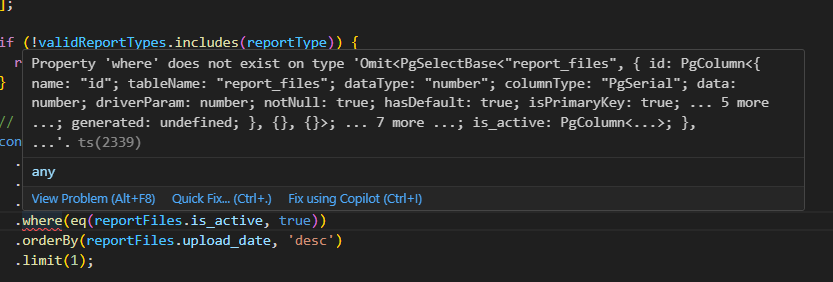 ];
if (!validReportTypes.includes(reportType)) {
r
Property 'where' does not exist on type 'Omit<PgSelectBase<"report_files", { id: PgColumn<{
name: "id"; tableName: "report_files"; dataType: "number"; columnType: "PgSerial"; data:
number; driverParam: number; notNull: true; hasDefault: true; isPrimaryKey: true; ... 5 more
...; generated: undefined; }, {}, {}>; ... 7 more ...; is_active: PgColumn<...>; },
...'. ts(2339)
}
//
con
any
.
.
.
View Problem (Alt+F8) Quick Fix... (Ctrl+.) Fix using Copilot (Ctrl+I)
.where(eq(reportFiles.is_active, true))
.orderBy(reportFiles.upload_date, 'desc')
.limit(1);